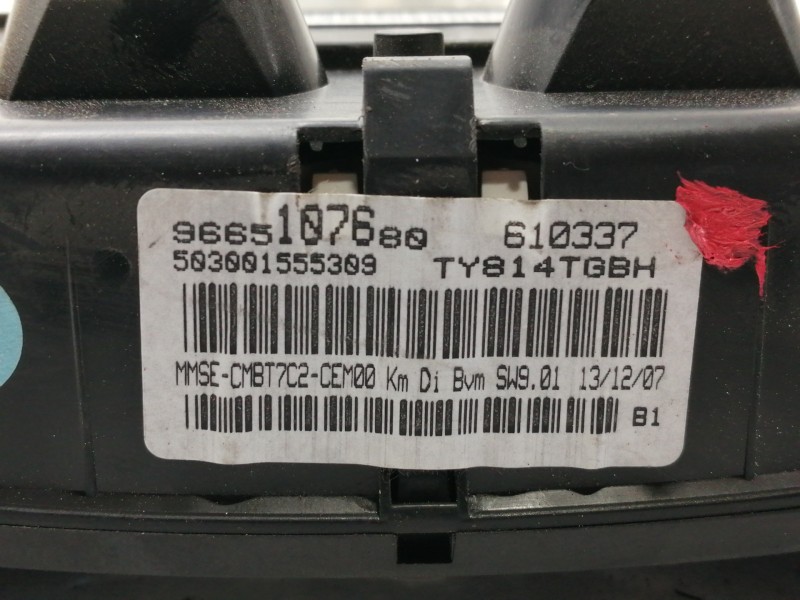 9665107680 610337
503001555309 TY814TGBH
MMSE-CMBT7C2-CEM00 Km Di Bvm SW9.01 13/12/07
B1